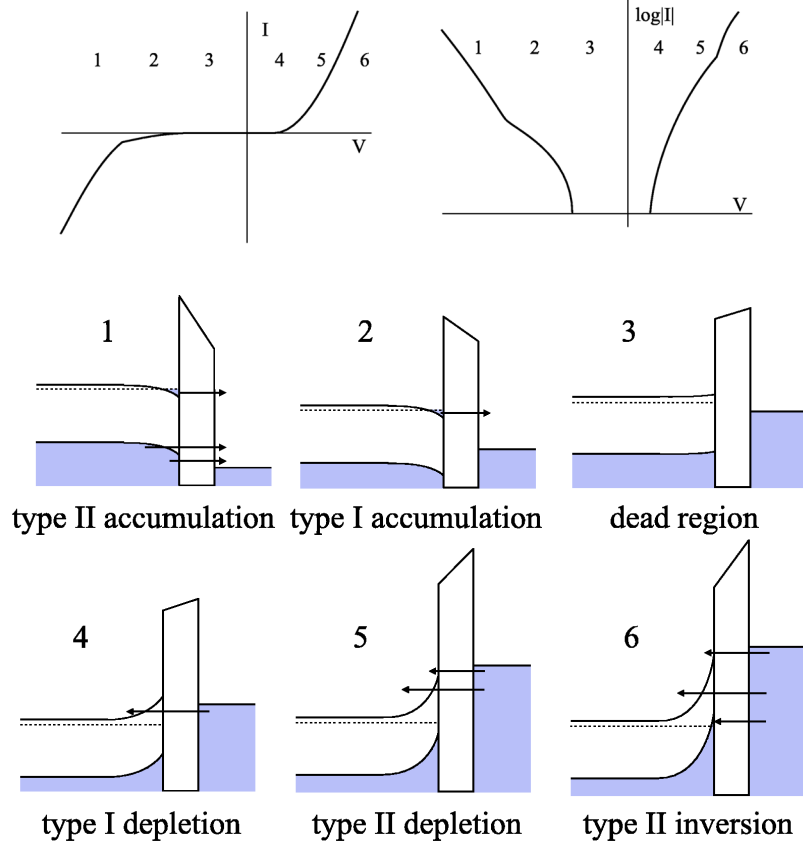 I
1 2 3 4 5 6
V
log|I|
1 2 3 4 5 6
V
1
2
3
type II accumulation
type I accumulation
dead region
4
5
6
type I depletion
type II depletion
type II inversion